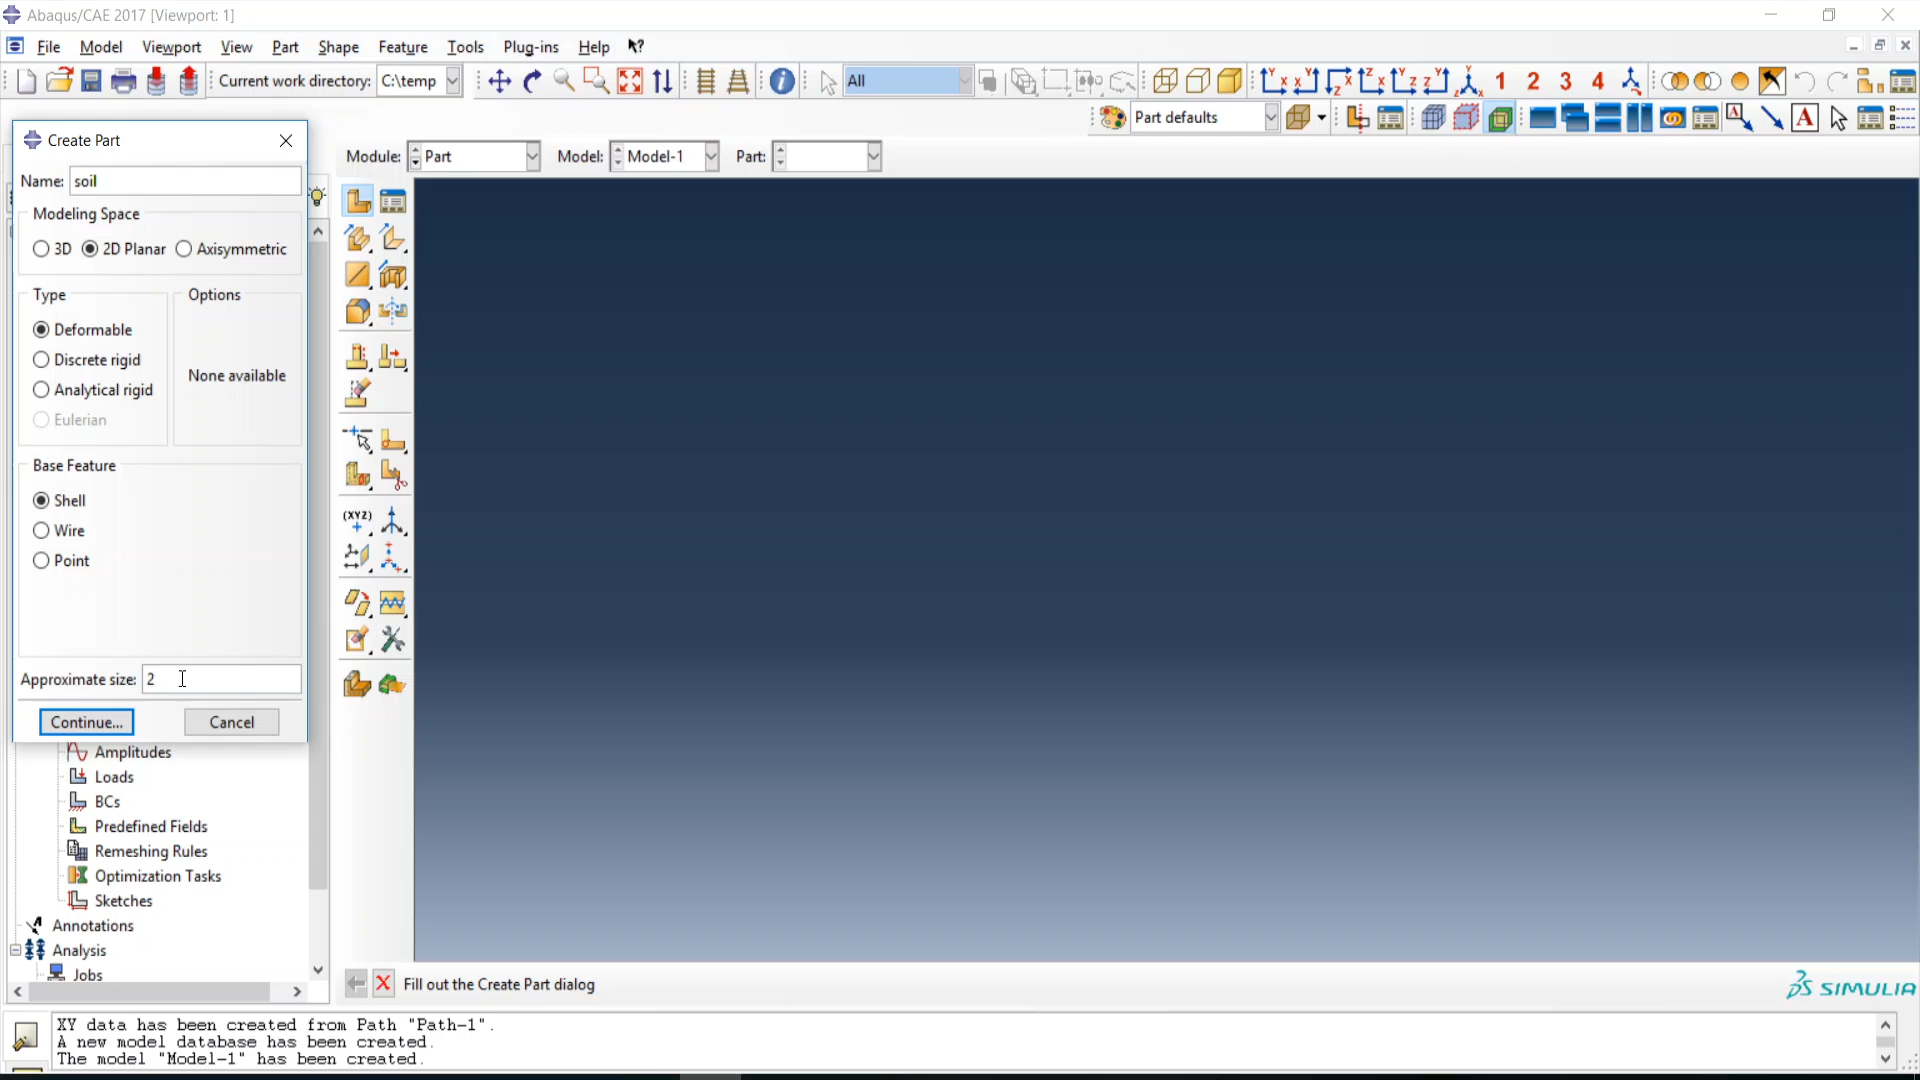 Abaqus/CAE 2017 [Viewport: 1]
File Model Viewport View Part Shape Feature Tools Plug-ins Help
Current work directory: C:\temp
All
1 2 3 4
Part defaults
A
Create Part
Module: Part Model: Model-1 Part:
Name: soil
Modeling Space
3D 2D Planar Axisymmetric
Type
Options
Deformable
Discrete rigid
None available
Analytical rigid
Eulerian
Base Feature
Shell
Wire
(XYZ)
Point
Approximate size: 2
Continue... Cancel
Amplitudes
Loads
BCs
Predefined Fields
Remeshing Rules
Optimization Tasks
Sketches
Annotations
Analysis
Jobs
Fill out the Create Part dialog
SIMULIA
XY data has been created from Path "Path-1".
A new model database has been created.
The model "Model-1" has been created.